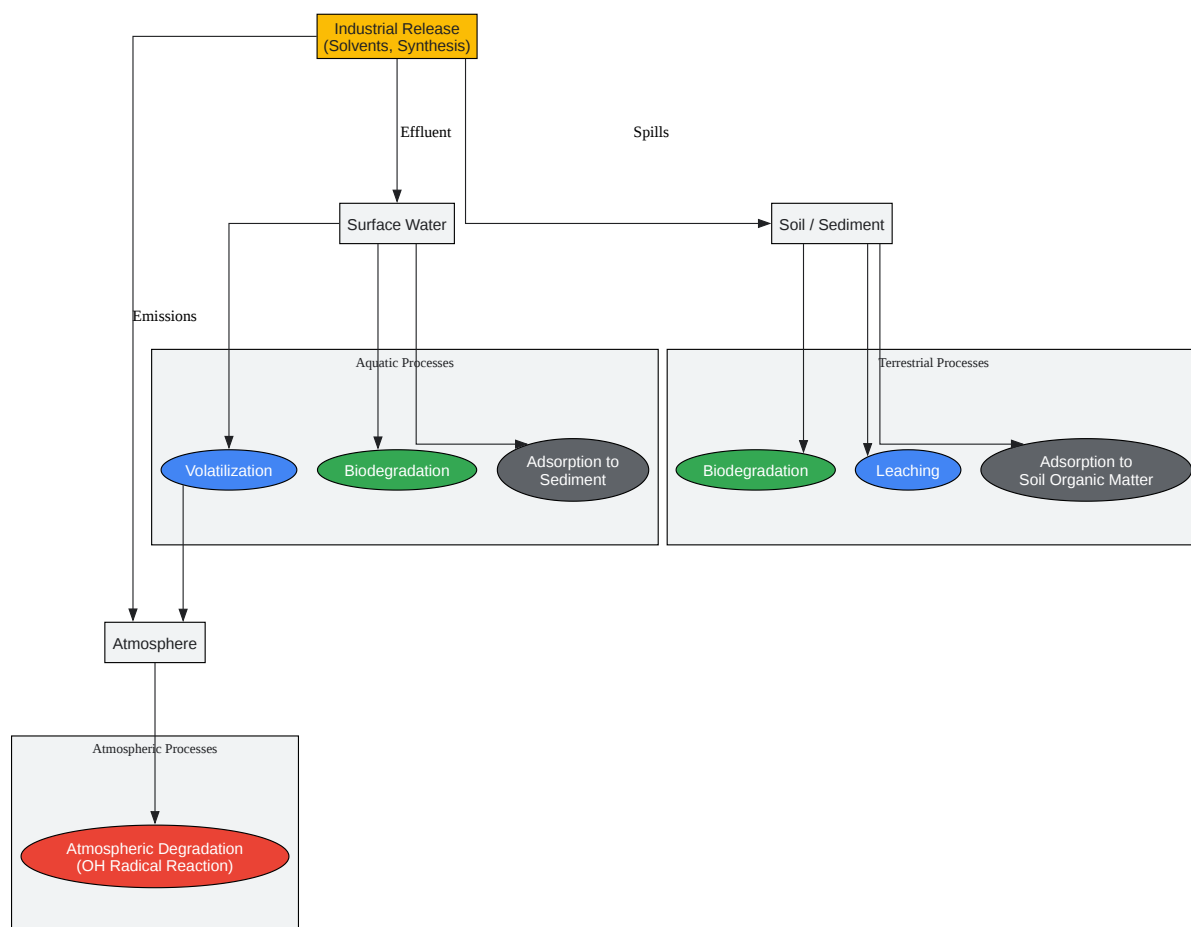 Industrial Release
(Solvents, Synthesis)
Effluent
Spills
Surface Water
Soil / Sediment
Emissions
Aquatic Processes
Terrestrial Processes
Volatilization
Biodegradation
Adsorption to
Sediment
Biodegradation
Leaching
Adsorption to
Soil Organic Matter
Atmosphere
Atmospheric Processes
Atmospheric Degradation
(OH Radical Reaction)